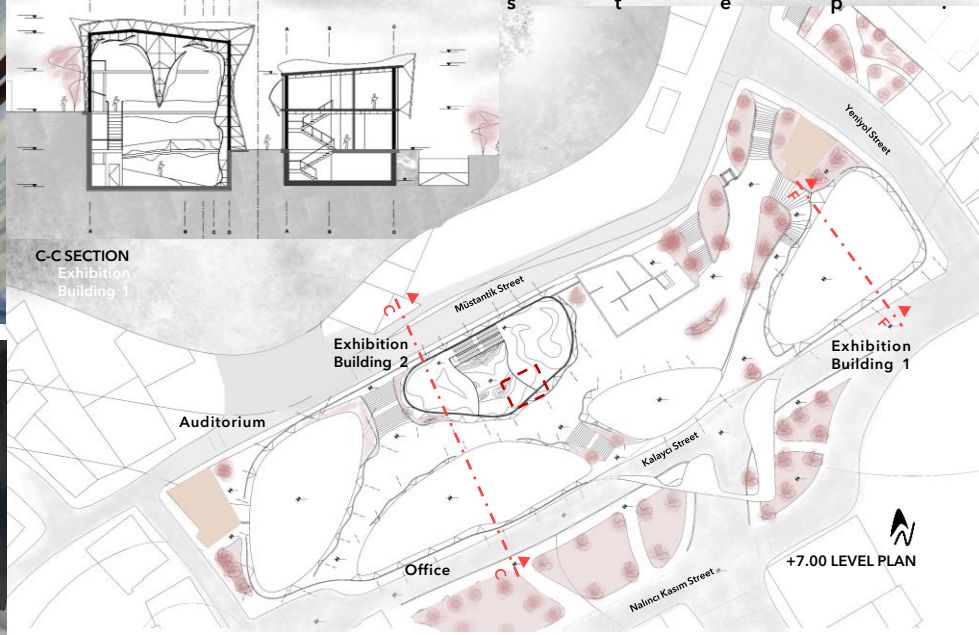 s t e p .
A B C D
A B C
A B C D
A B C
C-C SECTION
Exhibition
Building 1
Yeniyol Street
Müstantik Street
C
F
F
Exhibition
Building 2
Exhibition
Building 1
Auditorium
Kalaycı Street
Office
C
+7.00 LEVEL PLAN
Nalıncı Kasım Street